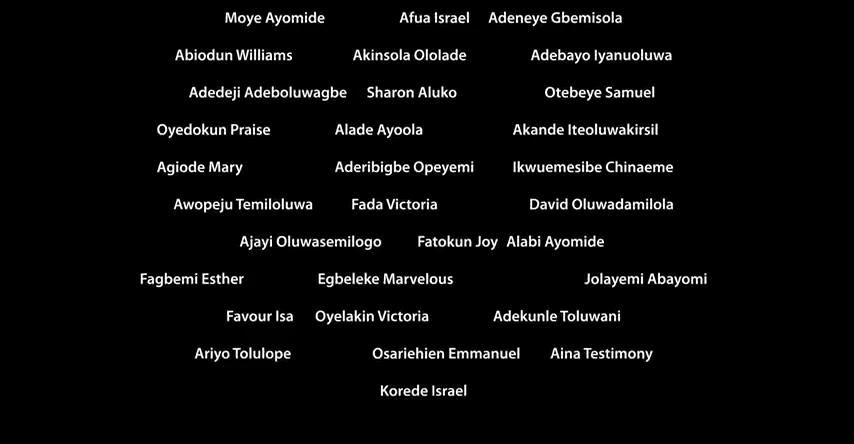 Moye Ayomide Afua Israel Adeneye Gbemisola
Abiodun Williams Akinsola Ololade Adebayo Iyanuoluwa
Adedeji Adeboluwagbe Sharon Aluko Otebeye Samuel
Oyedokun Praise Alade Ayoola Akande Iteoluwakirsil
Agiode Mary Aderibigbe Opeyemi Ikwuemesibe Chinaeme
Awopeju Temiloluwa Fada Victoria David Oluwadamilola
Ajayi Oluwasemilogo Fatokun Joy Alabi Ayomide
Fagbemi Esther Egbeleke Marvelous Jolayemi Abayomi
Favour Isa Oyelakin Victoria Adekunle Toluwani
Ariyo Tolulope Osariehien Emmanuel Aina Testimony
Korede Israel